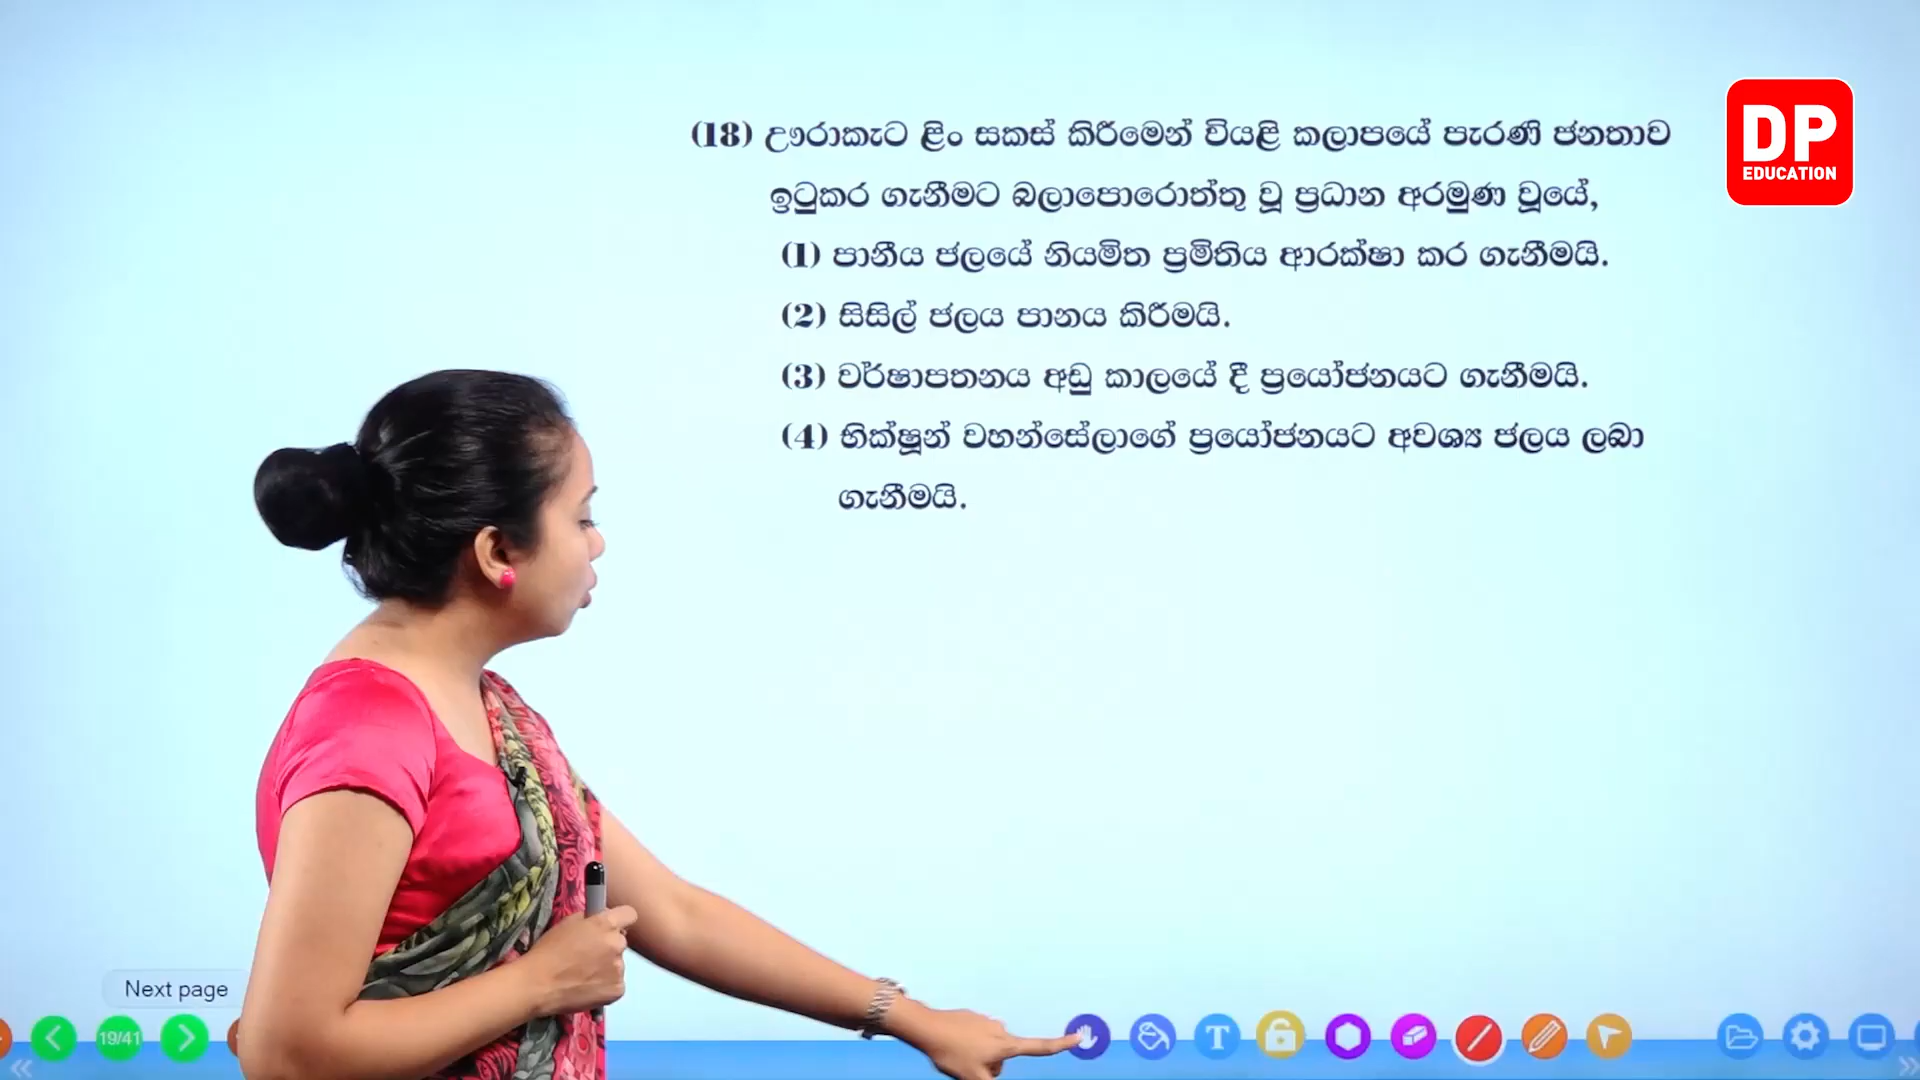 DP
EDUCATION
(18) ඌරාකැට ළිං සකස් කිරීමෙන් වියළි කලාපයේ පැරණි ජනතාව
ඉටුකර ගැනීමට බලාපොරොත්තු වූ ප්‍රධාන අරමුණ වූයේ,
(1) පානීය ජලයේ නියමිත ප්‍රමිතිය ආරක්ෂා කර ගැනීමයි.
(2) සිසිල් ජලය පානය කිරීමයි.
(3) වර්ෂාපතනය අඩු කාලයේ දී ප්‍රයෝජනයට ගැනීමයි.
(4) භික්ෂූන් වහන්සේලාගේ ප්‍රයෝජනයට අවශ්‍ය ජලය ලබා
ගැනීමයි.
Next page
19/41
T